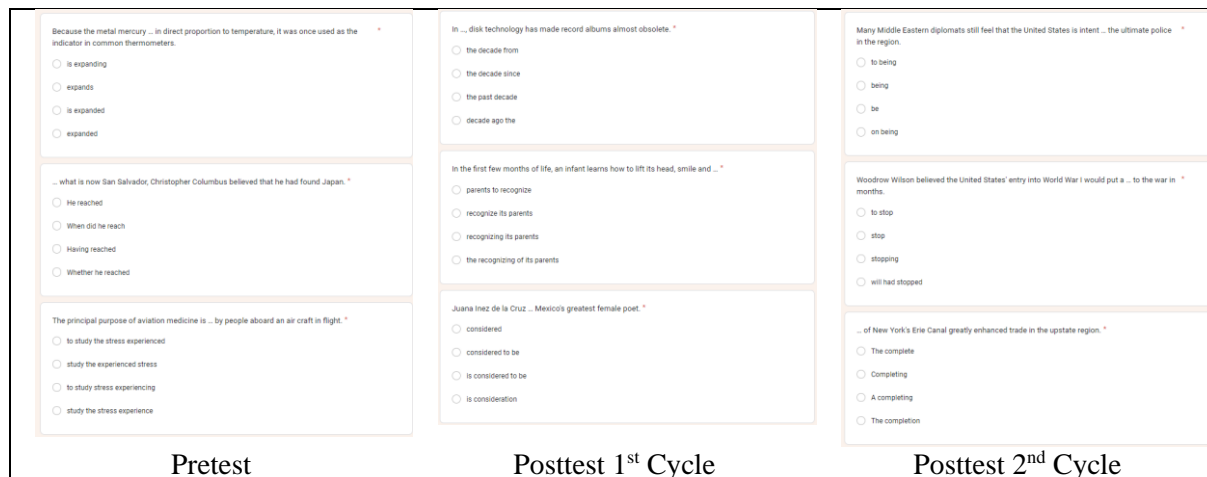 Because the metal mercury ... in direct proportion to temperature, it was once used as the *
indicator in common thermometers.
is expanding
expands
is expanded
expanded
... what is now San Salvador, Christopher Columbus believed that he had found Japan. *
He reached
When did he reach
Having reached
Whether he reached
The principal purpose of aviation medicine is ... by people aboard an air craft in flight. *
to study the stress experienced
study the experienced stress
to study stress experiencing
study the stress experience
Pretest
In ..., disk technology has made record albums almost obsolete. *
the decade from
the decade since
the past decade
decade ago the
In the first few months of life, an infant learns how to lift its head, smile and ... *
parents to recognize
recognize its parents
recognizing its parents
the recognizing of its parents
Juana Inez de la Cruz ... Mexico's greatest female poet. *
considered
considered to be
is considered to be
is consideration
Posttest 1st Cycle
Many Middle Eastern diplomats still feel that the United States is intent ... the ultimate police *
in the region.
to being
being
be
on being
Woodrow Wilson believed the United States' entry into World War I would put a ... to the war in *
months.
to stop
stop
stopping
will had stopped
... of New York's Erie Canal greatly enhanced trade in the upstate region. *
The complete
Completing
A completing
The completion
Posttest 2nd Cycle